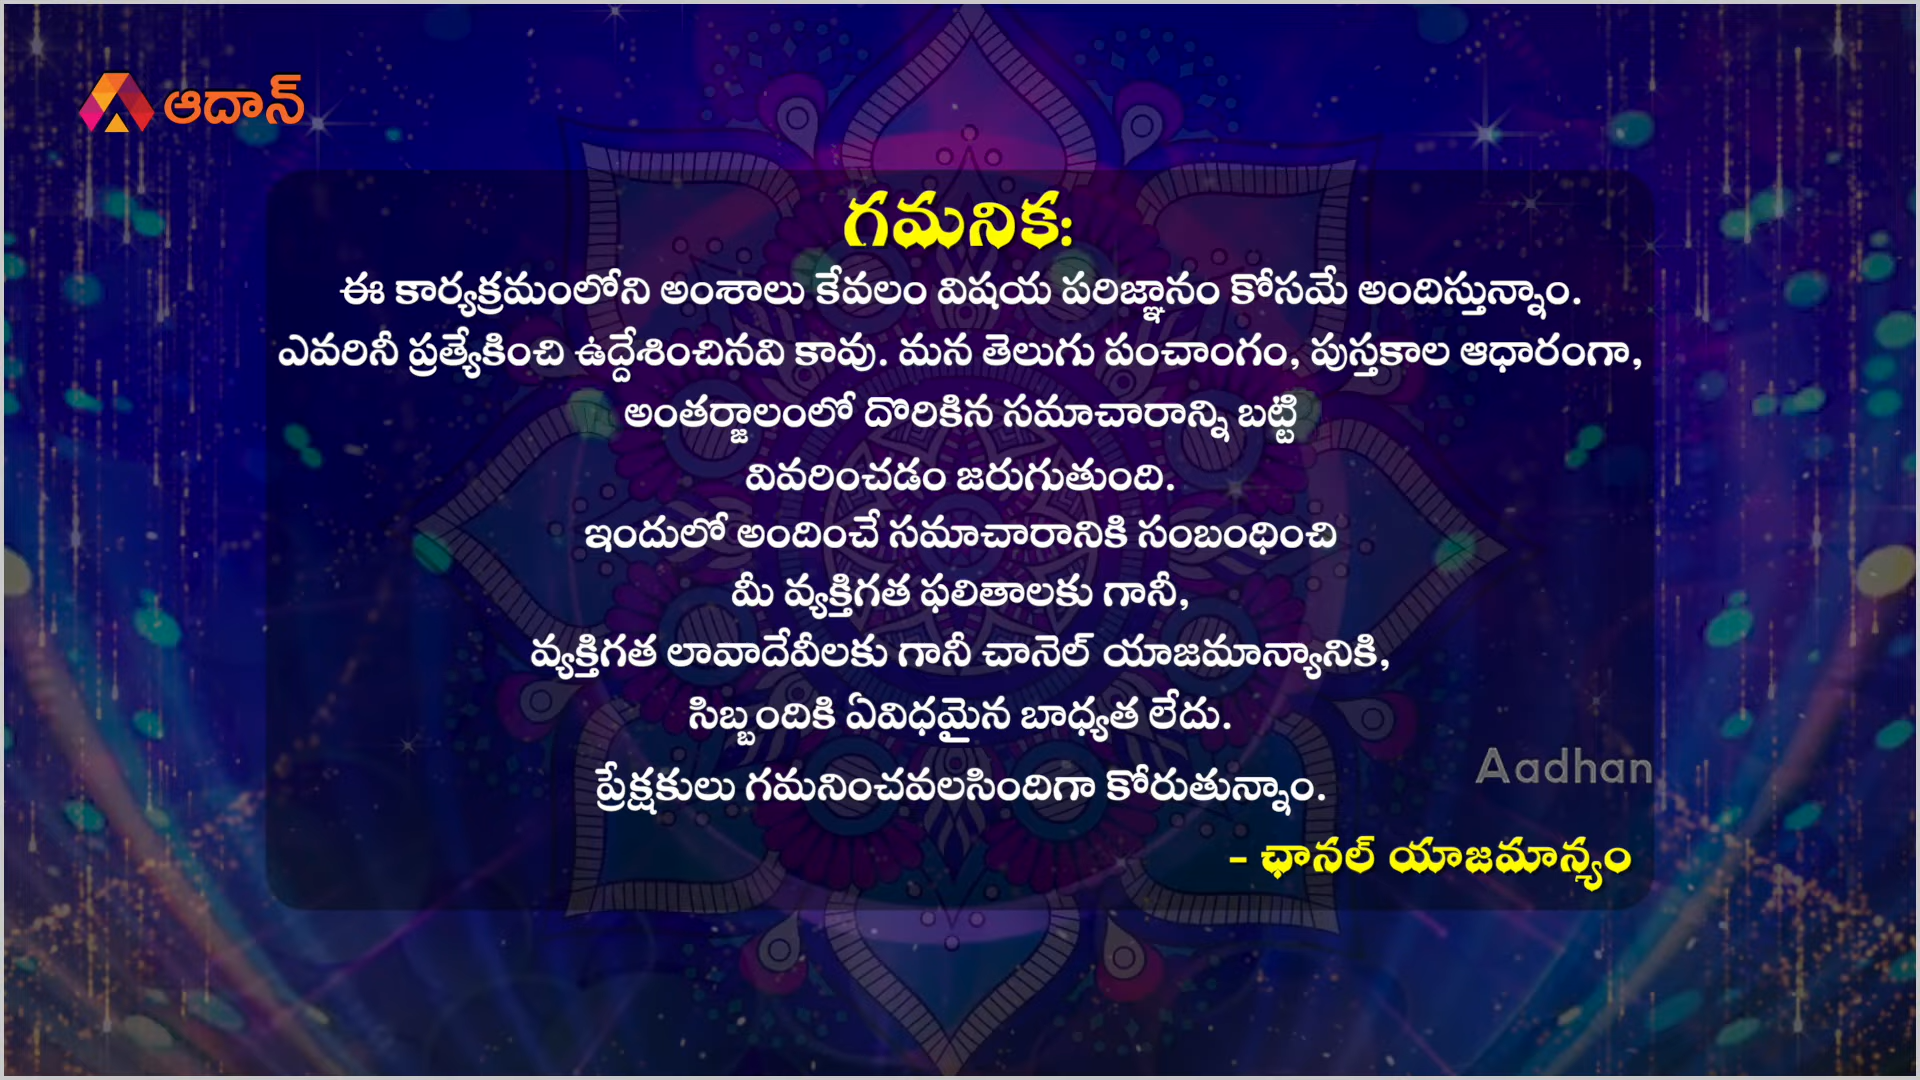 ఆదాన్
గమనిక:
ఈ కార్యక్రమంలోని అంశాలు కేవలం విషయ పరిజ్ఞానం కోసమే అందిస్తున్నాం.
ఎవరినీ ప్రత్యేకించి ఉద్దేశించినవి కావు. మన తెలుగు పంచాంగం, పుస్తకాల ఆధారంగా,
అంతర్జాలంలో దొరికిన సమాచారాన్ని బట్టి
వివరించడం జరుగుతుంది.
ఇందులో అందించే సమాచారానికి సంబంధించి
మీ వ్యక్తిగత ఫలితాలకు గానీ,
వ్యక్తిగత లావాదేవీలకు గానీ చానెల్ యాజమాన్యానికి,
సిబ్బందికి ఏవిధమైన బాధ్యత లేదు.
Aadhan
ప్రేక్షకులు గమనించవలసిందిగా కోరుతున్నాం.
- ఛానల్ యాజమాన్యం